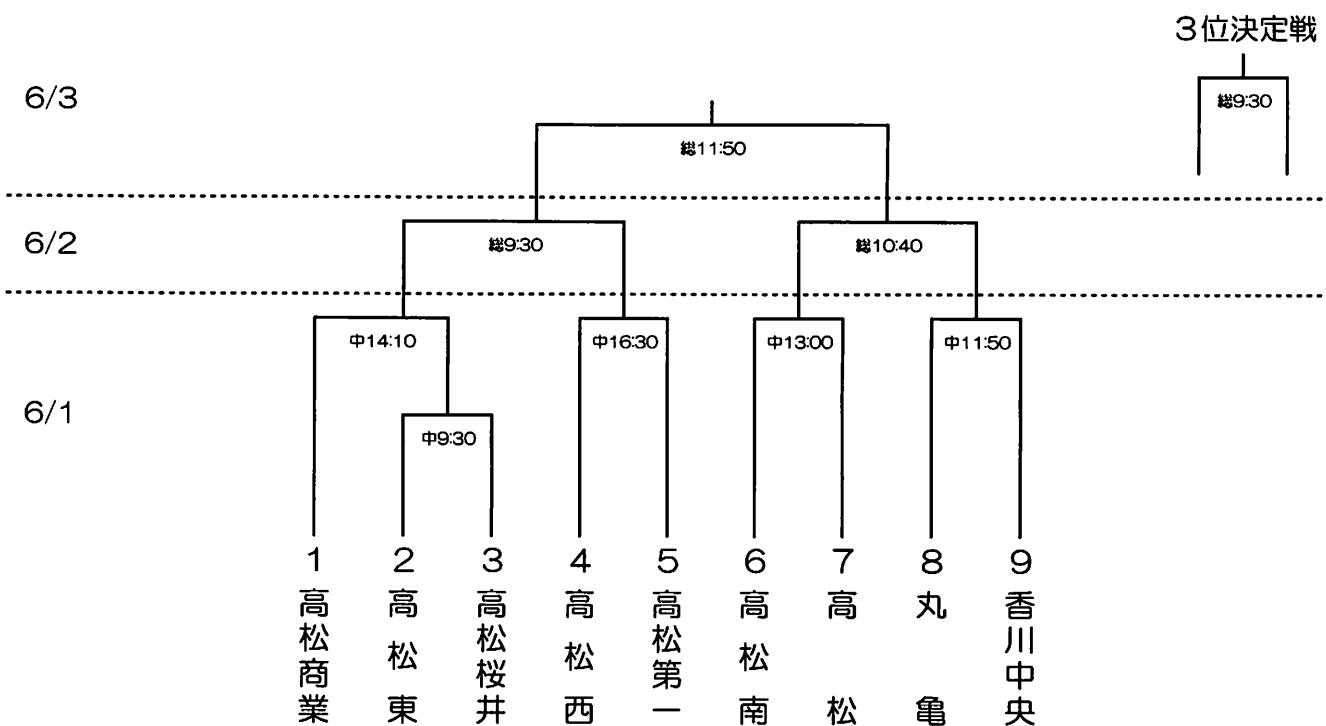 3位決定戦
6/3
総9:30
総11:50
6/2
総9:30
総10:40
中14:10
中16:30
中13:00
中11:50
6/1
中9:30
1 2 3 4 5 6 7 8 9
高松商業
高松東
高松桜井
高松西
高松第一
高松南
高松
丸亀
香川中央